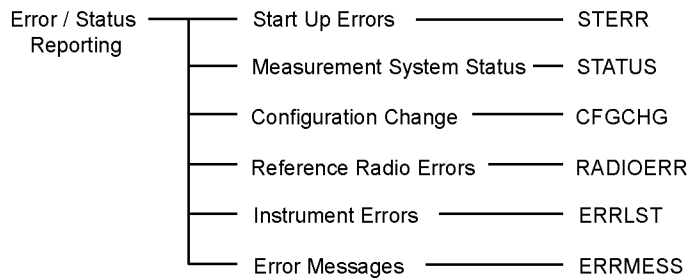 Error / Status
Reporting
Start Up Errors STERR
Measurement System Status STATUS
Configuration Change CFGCHG
Reference Radio Errors RADIOERR
Instrument Errors ERRLST
Error Messages ERRMESS